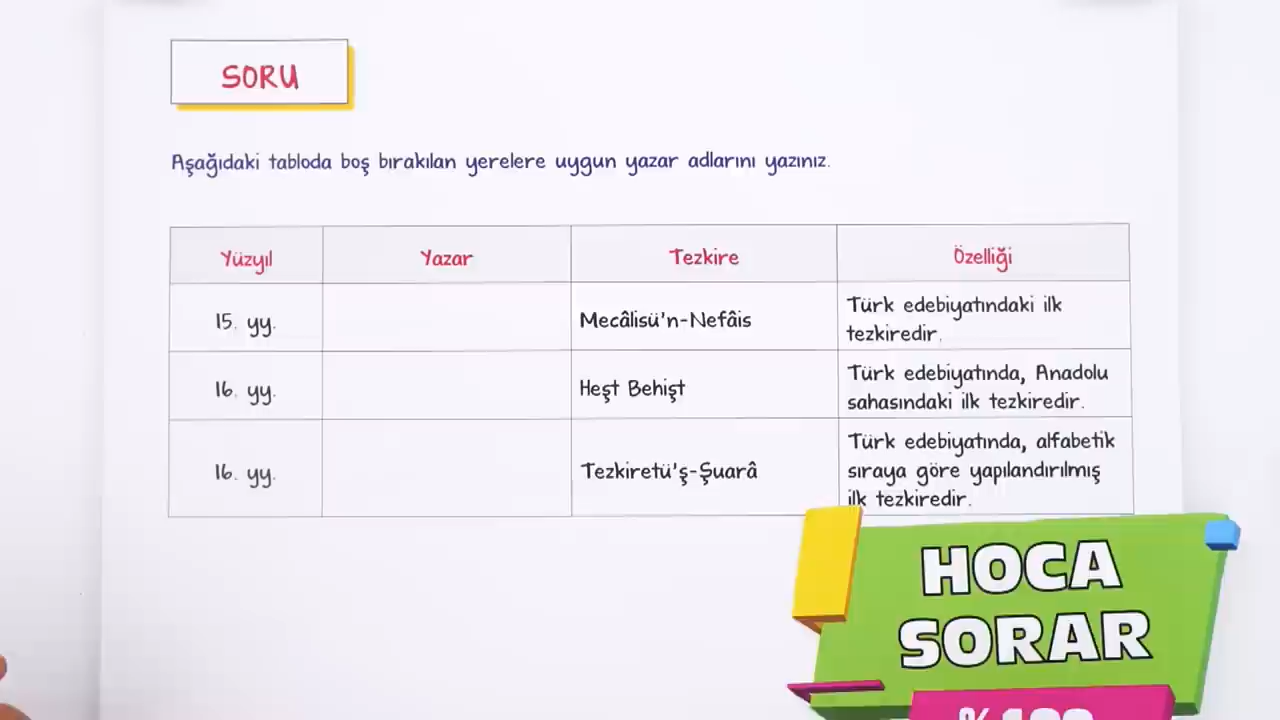 SORU
Aşağıdaki tabloda boş bırakılan yerelere uygun yazar adlarını yazınız.
Yüzyıl Yazar Tezkire Özelliği
15. yy. Mecâlisü'n-Nefâis Türk edebiyatındaki ilk
tezkiredir.
16. yy. Heşt Behişt Türk edebiyatında, Anadolu
sahasındaki ilk tezkiredir.
16. yy. Tezkiretü'ş-Şuarâ Türk edebiyatında, alfabetik
sıraya göre yapılandırılmış
ilk tezkiredir.
HOCA
SORAR